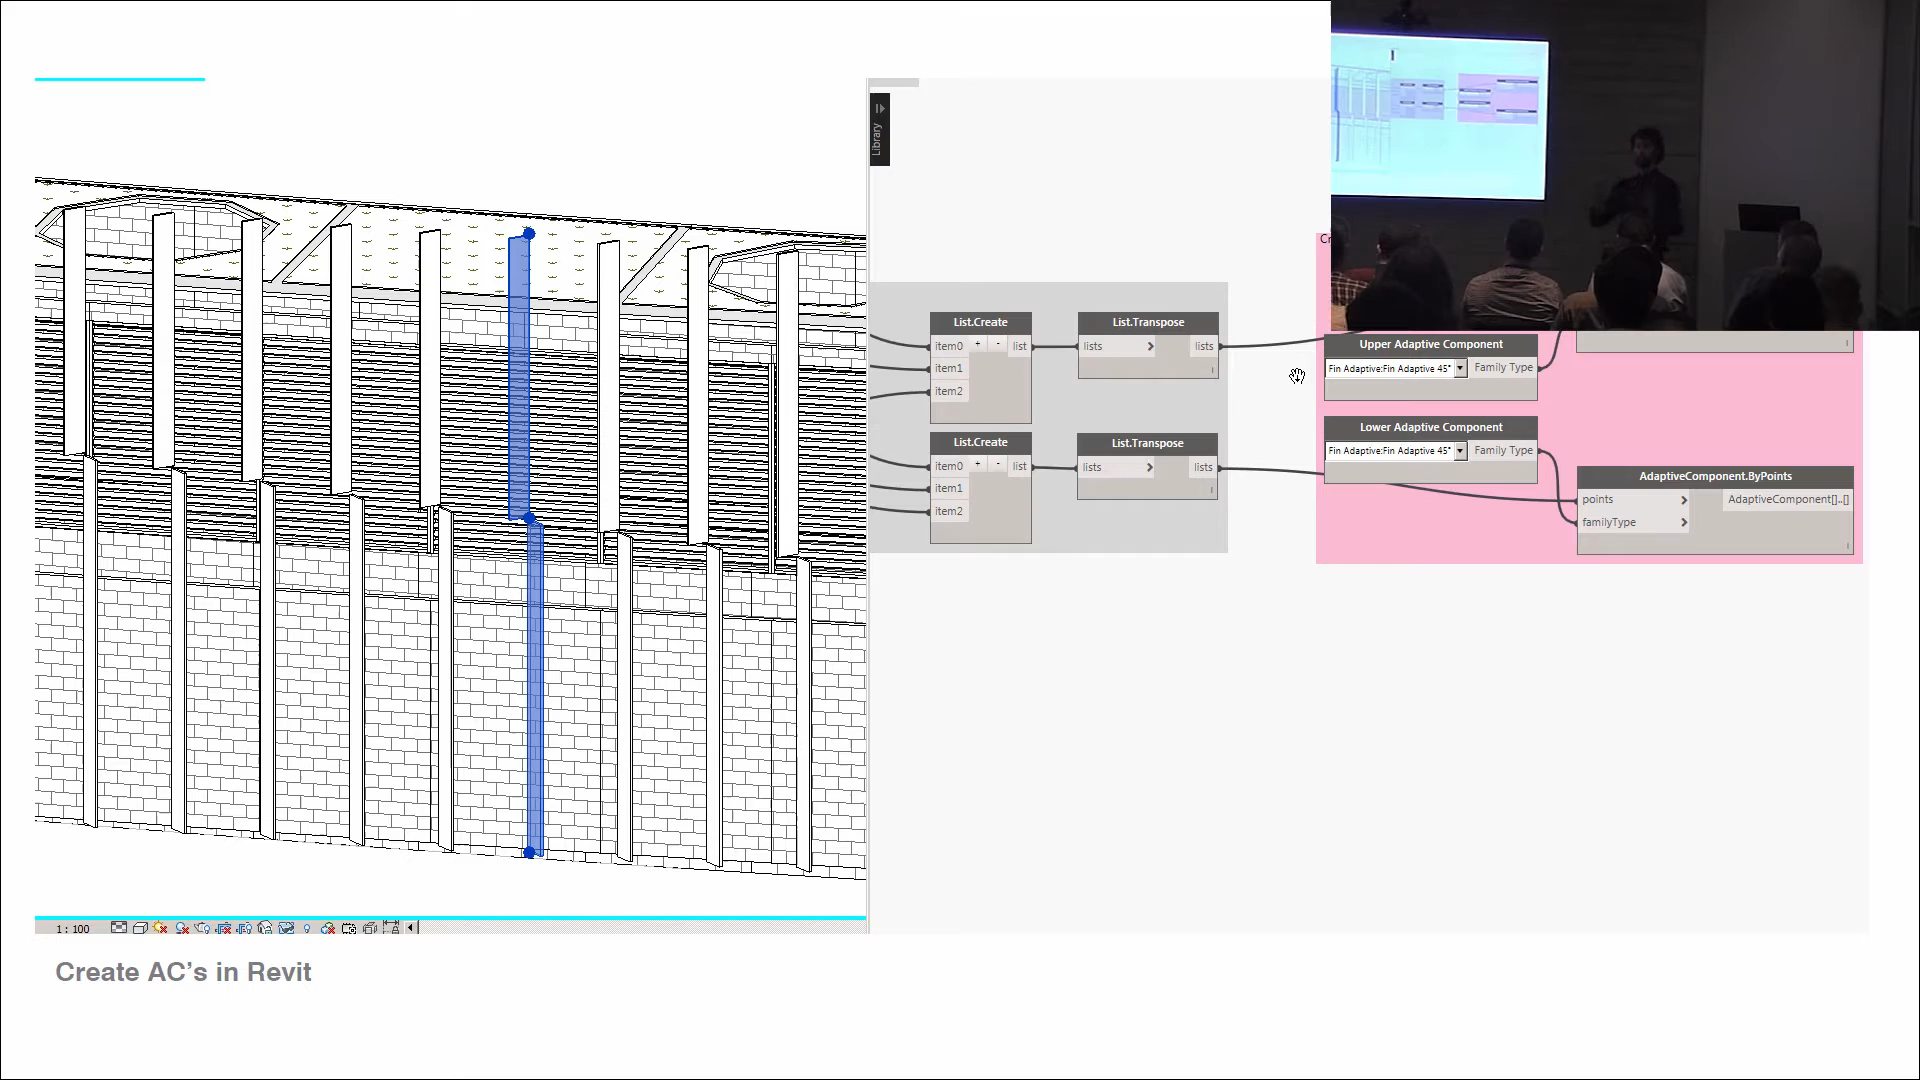 Library
List.Create
item0 + - list
item1
item2
List.Transpose
lists > lists
List.Create
item0 + - list
item1
item2
List.Transpose
lists > lists
Upper Adaptive Component
Fin Adaptive:Fin Adaptive 45° Family Type
Lower Adaptive Component
Fin Adaptive:Fin Adaptive 45° Family Type
AdaptiveComponent.ByPoints
points > AdaptiveComponent[]..[]
familyType >
1 : 100
Create AC’s in Revit